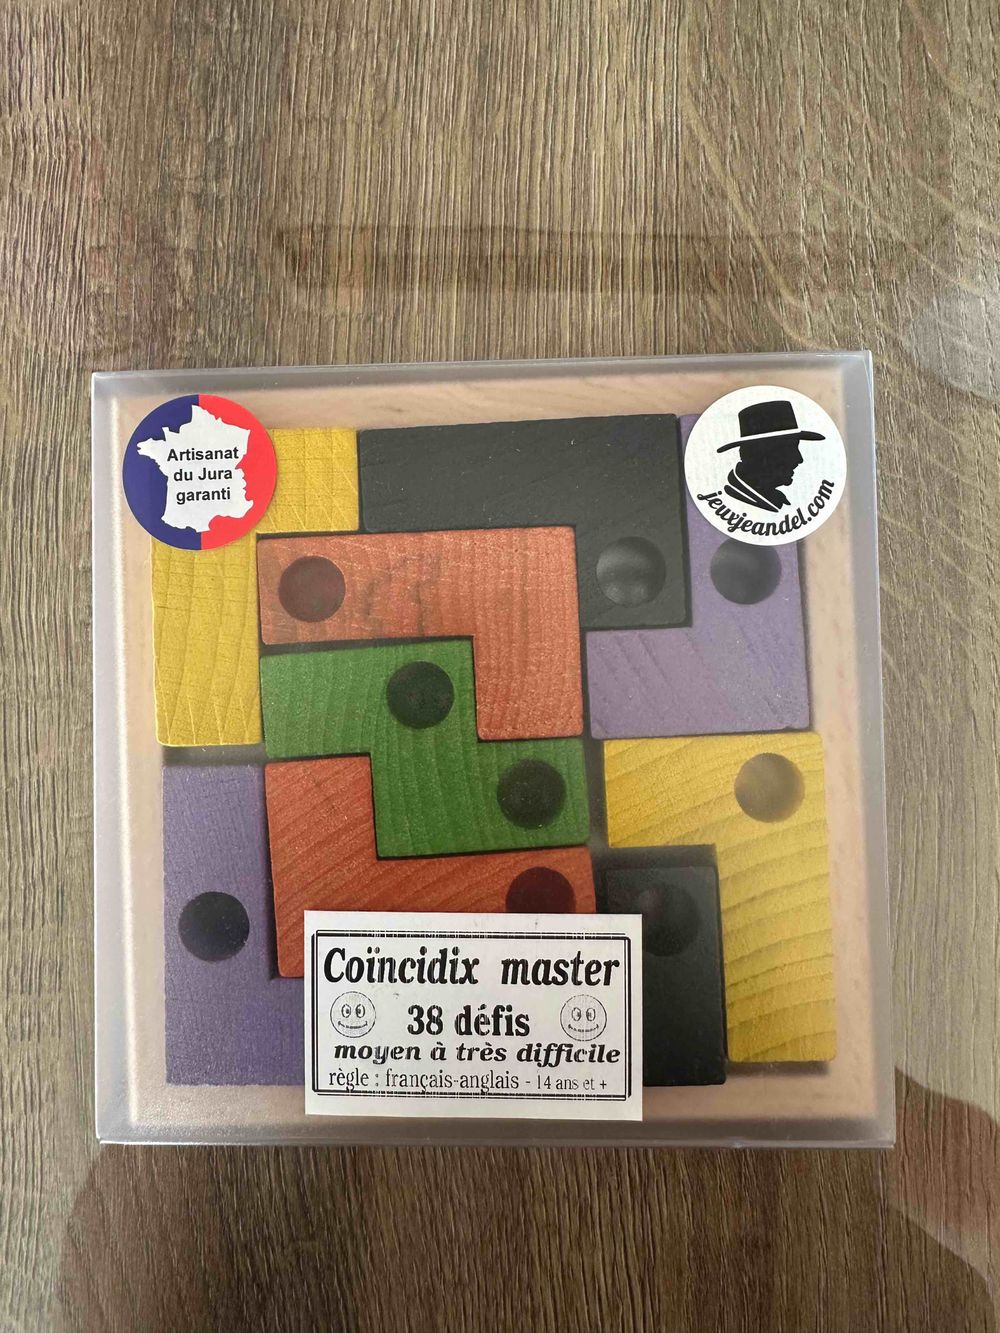 Artisanat
du Jura
garanti
jeuxjeandel.com
Coïncidix master
38 défis
moyen à très difficile
règle : français-anglais - 14 ans et +